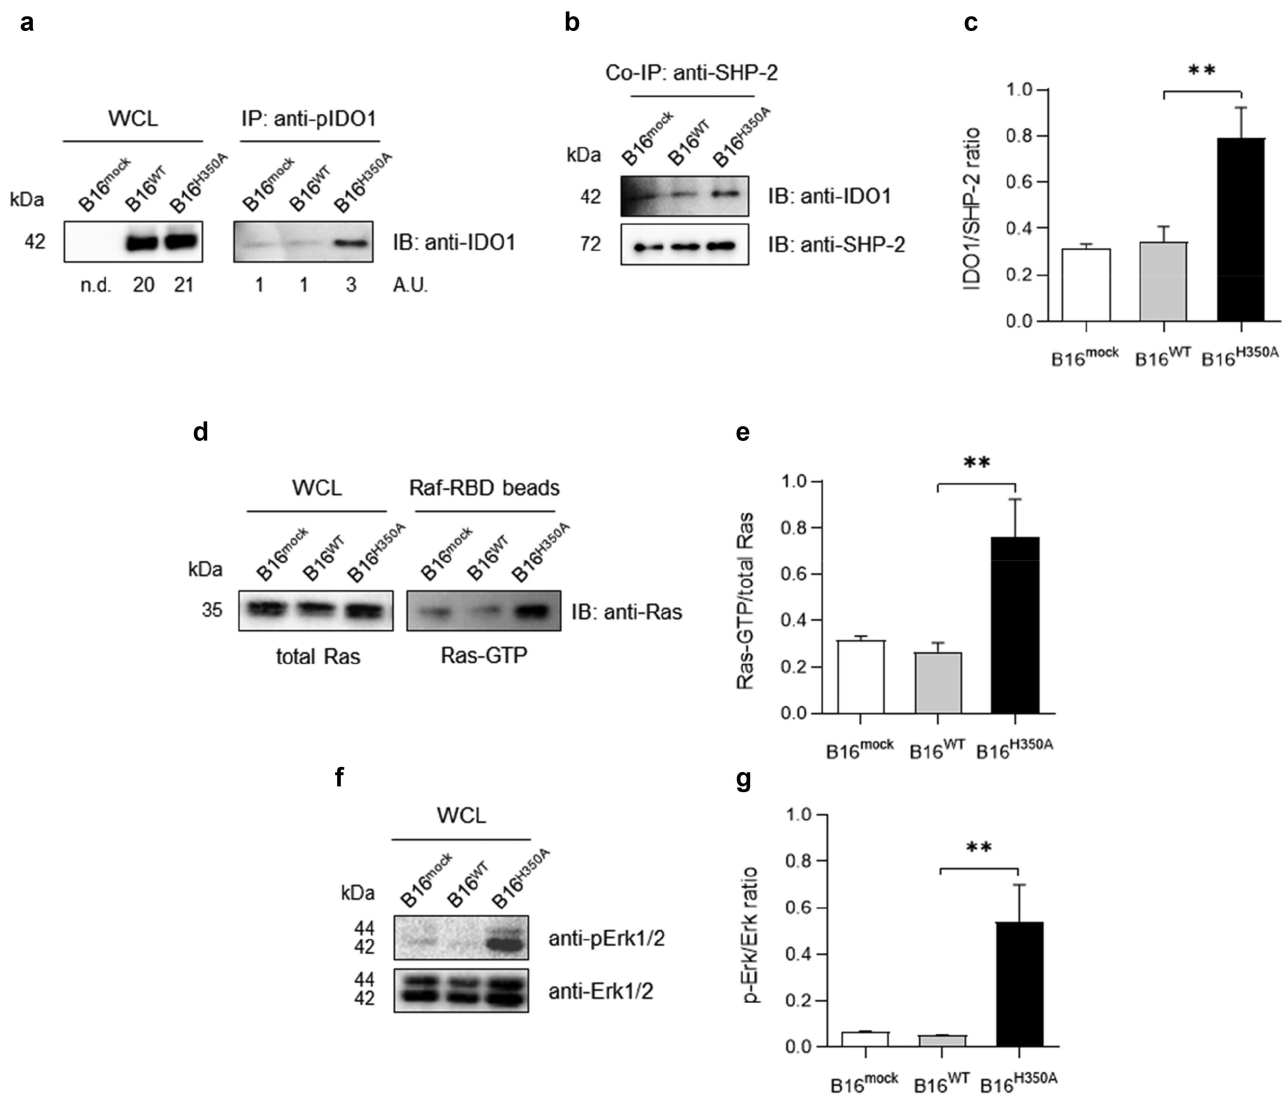 a
WCL
IP: anti-pIDO1
B16mock
B16WT
B16H350A
B16mock
B16WT
B16H350A
kDa
42
IB: anti-IDO1
n.d. 20 21
1 1 3
A.U.
b
Co-IP: anti-SHP-2
B16mock
B16WT
B16H350A
kDa
42
IB: anti-IDO1
72
IB: anti-SHP-2
c
**
IDO1/SHP-2 ratio
1.0
0.8
0.6
0.4
0.2
0.0
B16mock
B16WT
B16H350A
d
WCL
Raf-RBD beads
B16mock
B16WT
B16H350A
B16mock
B16WT
B16H350A
kDa
35
IB: anti-Ras
total Ras
Ras-GTP
e
**
Ras-GTP/total Ras
1.0
0.8
0.6
0.4
0.2
0.0
B16mock
B16WT
B16H350A
f
WCL
B16mock
B16WT
B16H350A
kDa
44
42
anti-pErk1/2
44
42
anti-Erk1/2
g
**
p-Erk/Erk ratio
1.0
0.8
0.6
0.4
0.2
0.0
B16mock
B16WT
B16H350A